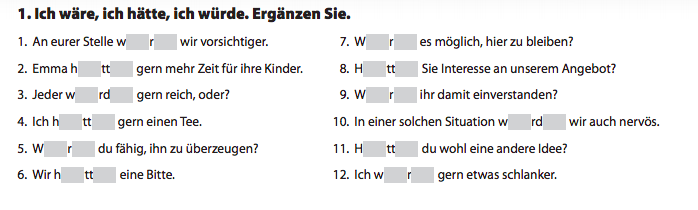 1. Ich wäre, ich hätte, ich würde. Ergänzen Sie.
1. An eurer Stelle w r wir vorsichtiger.
2. Emma h tt gern mehr Zeit für ihre Kinder.
3. Jeder w rd gern reich, oder?
4. Ich h tt gern einen Tee.
5. W r du fähig, ihn zu überzeugen?
6. Wir h tt eine Bitte.
7. W r es möglich, hier zu bleiben?
8. H tt Sie Interesse an unserem Angebot?
9. W r ihr damit einverstanden?
10. In einer solchen Situation w rd wir auch nervös.
11. H tt du wohl eine andere Idee?
12. Ich w r gern etwas schlanker.